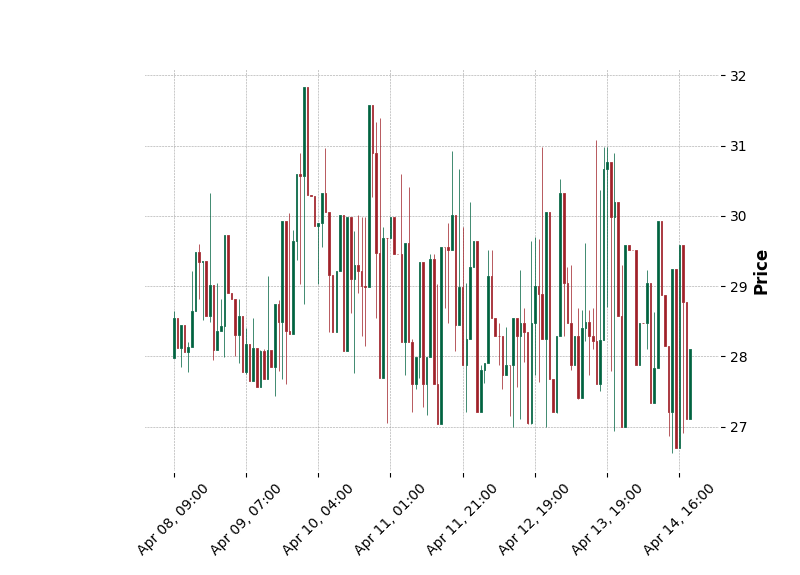 32
31
30
29
28
27
Price
Apr 08, 09:00
Apr 09, 07:00
Apr 10, 04:00
Apr 11, 01:00
Apr 11, 21:00
Apr 12, 19:00
Apr 13, 19:00
Apr 14, 16:00